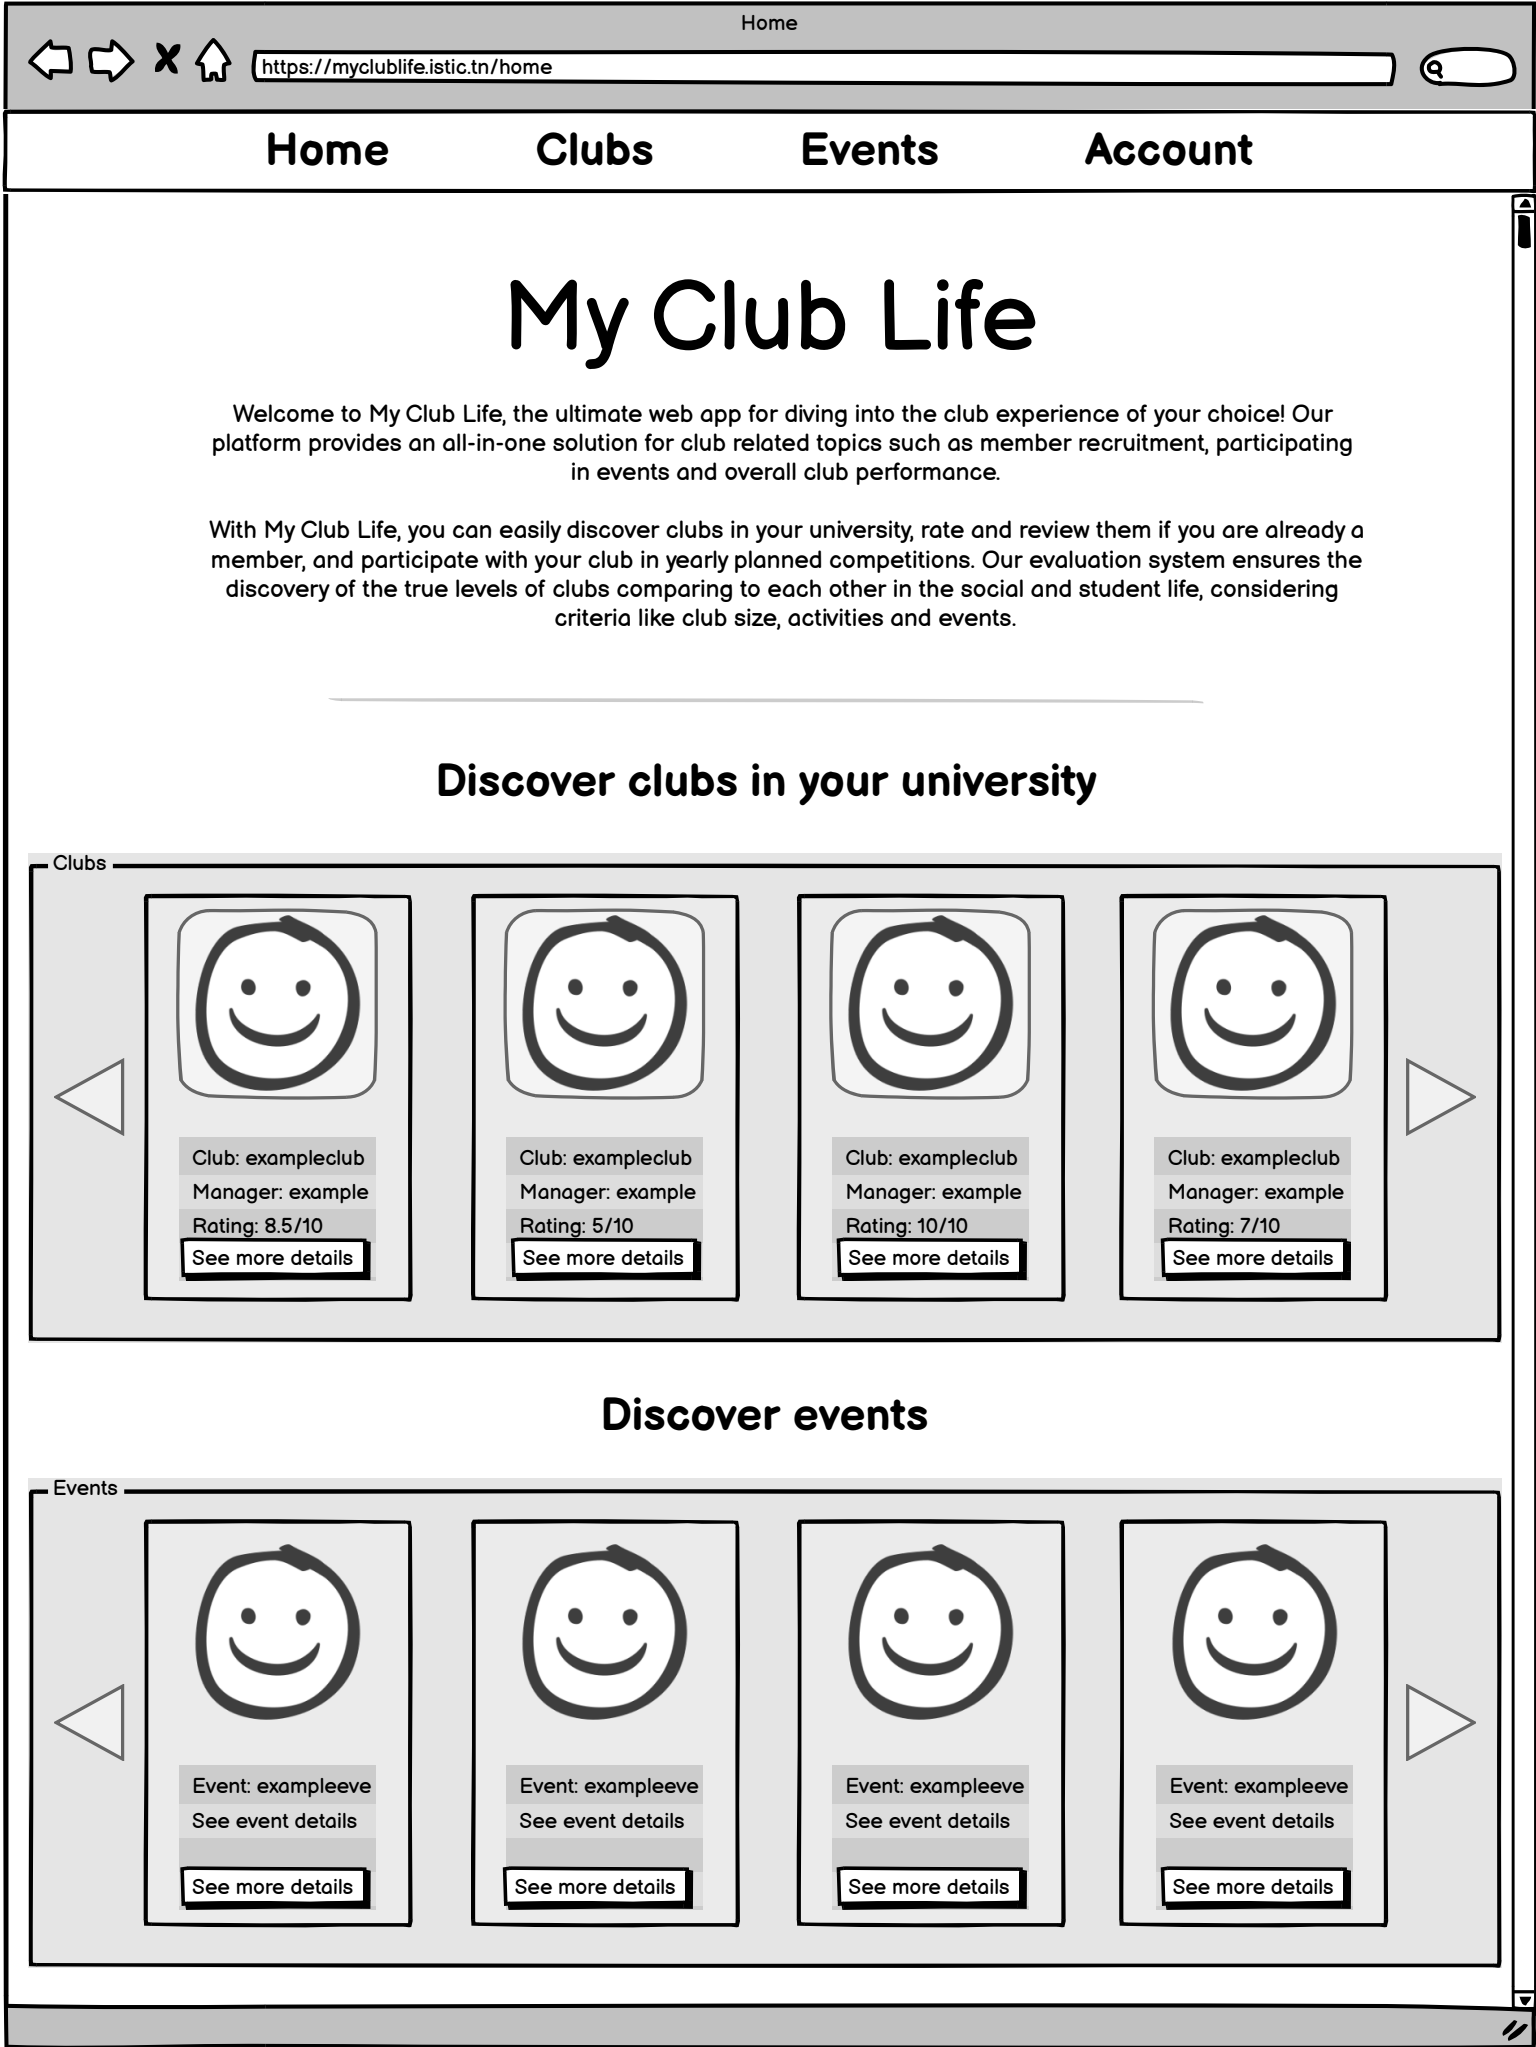 Home
https://myclublife.istic.tn/home
Home Clubs Events Account
My Club Life
Welcome to My Club Life, the ultimate web app for diving into the club experience of your choice! Our
platform provides an all-in-one solution for club related topics such as member recruitment, participating
in events and overall club performance.
With My Club Life, you can easily discover clubs in your university, rate and review them if you are already a
member, and participate with your club in yearly planned competitions. Our evaluation system ensures the
discovery of the true levels of clubs comparing to each other in the social and student life, considering
criteria like club size, activities and events.
Discover clubs in your university
Clubs
Club: exampleclub
Manager: example
Rating: 8.5/10
See more details
Club: exampleclub
Manager: example
Rating: 5/10
See more details
Club: exampleclub
Manager: example
Rating: 10/10
See more details
Club: exampleclub
Manager: example
Rating: 7/10
See more details
Discover events
Events
Event: exampleeve
See event details
See more details
Event: exampleeve
See event details
See more details
Event: exampleeve
See event details
See more details
Event: exampleeve
See event details
See more details